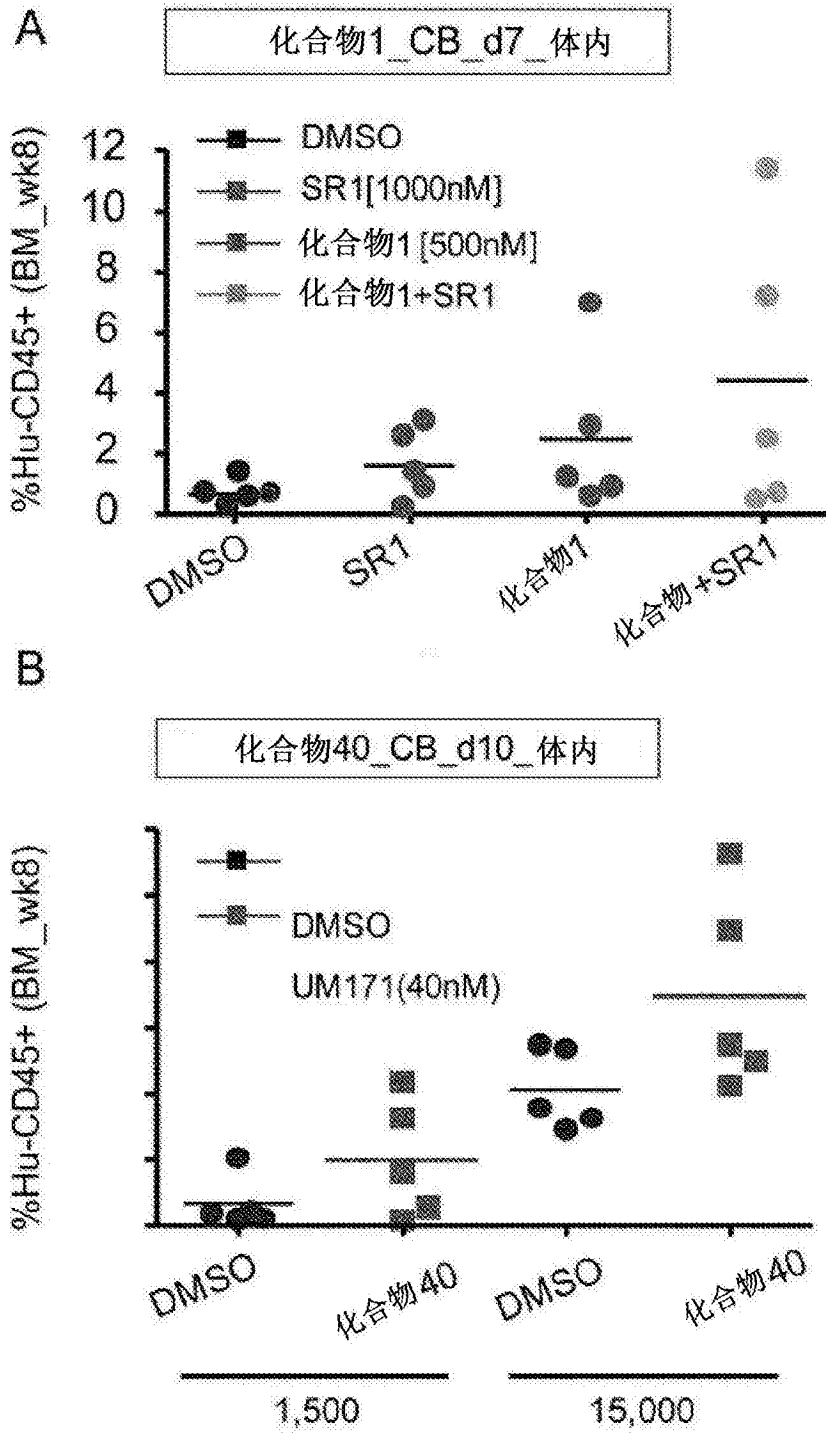 A
化合物1_CB_d7_体内
%Hu-CD45+ (BM_wk8)
12
10
8
6
4
2
0
DMSO
SR1[1000nM]
化合物1[500nM]
化合物1+SR1
DMSO
SR1
化合物1
化合物+SR1
B
化合物40_CB_d10_体内
%Hu-CD45+ (BM_wk8)
DMSO
UM171(40nM)
DMSO
化合物40
DMSO
化合物40
1,500
15,000